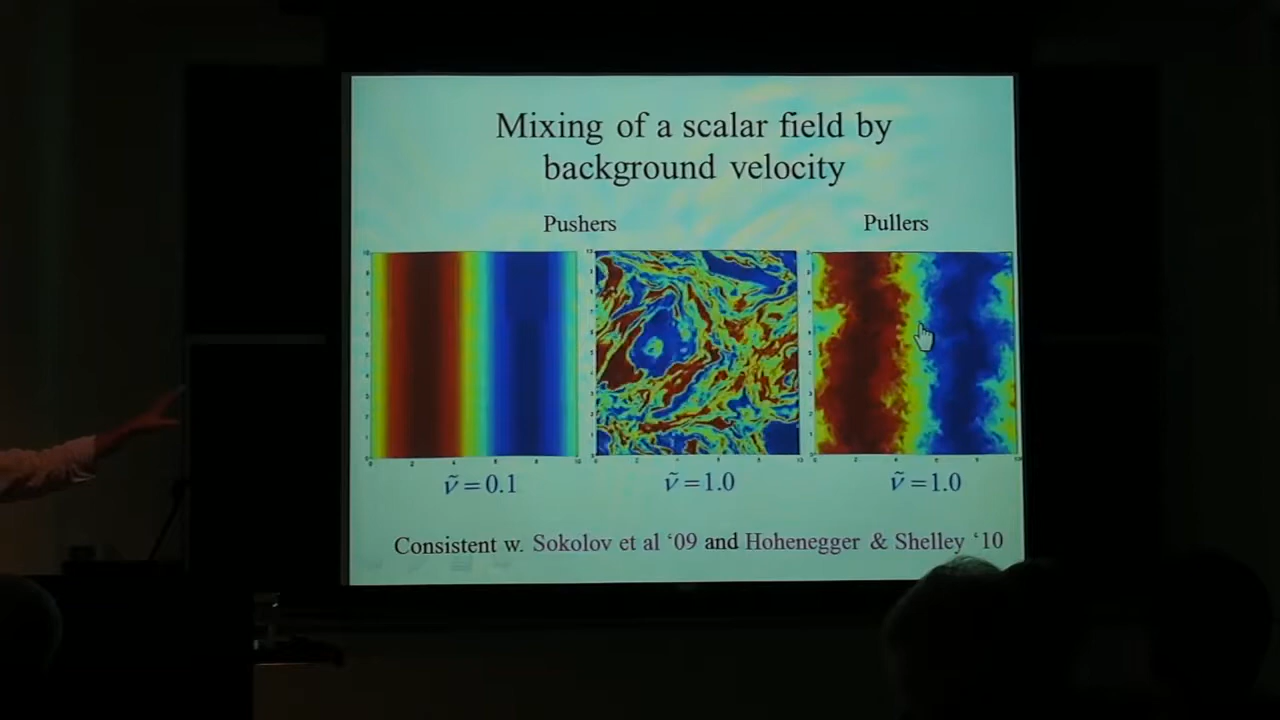 Mixing of a scalar field by
background velocity
Pushers
Pullers
ṽ = 0.1
ṽ = 1.0
ṽ = 1.0
Consistent w. Sokolov et al ‘09 and Hohenegger & Shelley ‘10